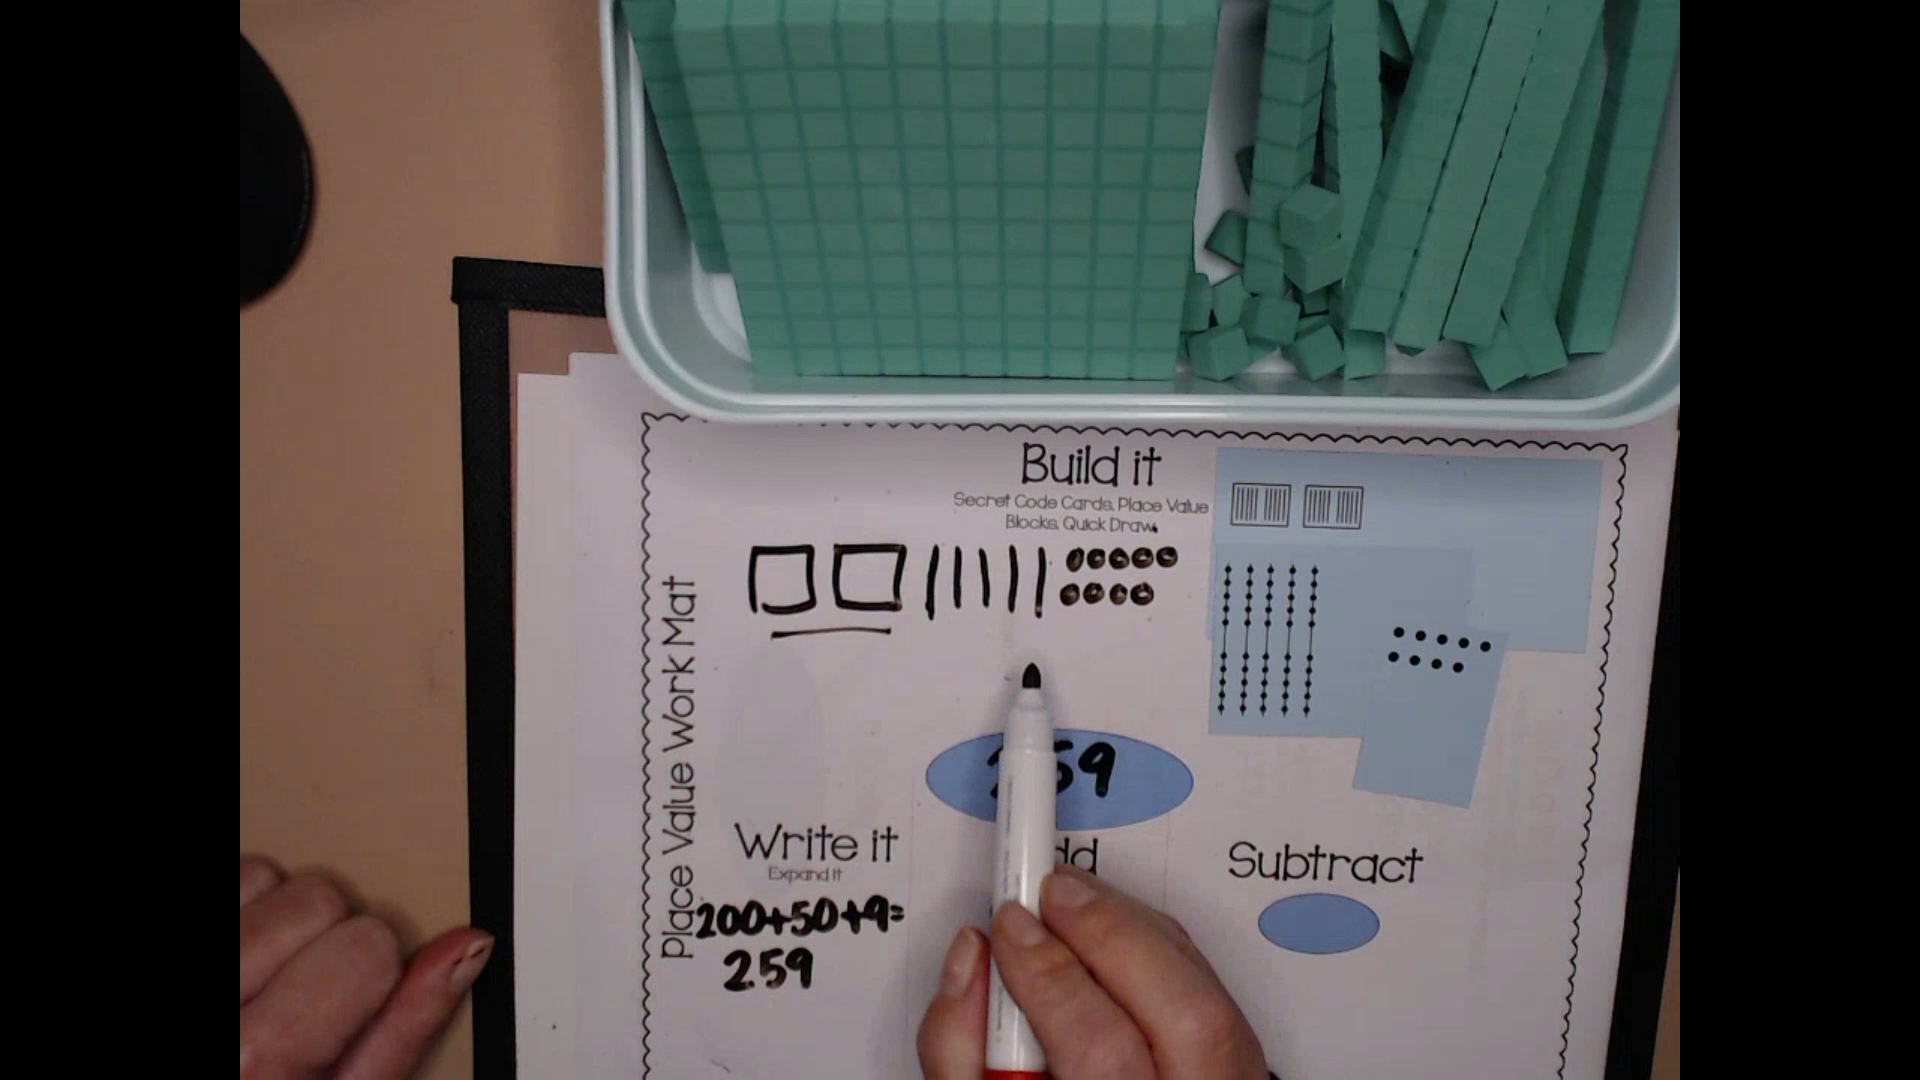 Build it
Secret Code Cards, Place Value
Blocks, Quick Draw
Place Value Work Mat
259
Write it
Expand It
200+50+9=
259
Subtract